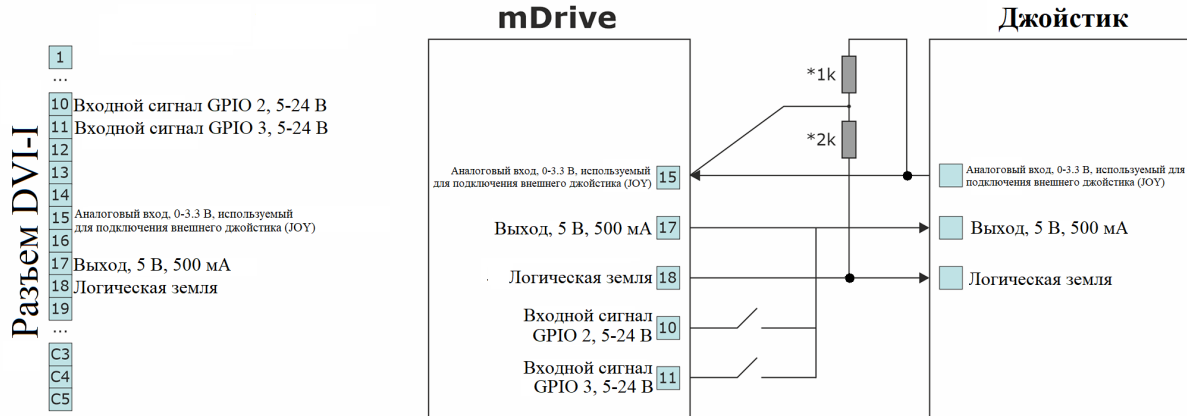 mDrive
Джойстик
Разъем DVI-I
1
...
10 Входной сигнал GPIO 2, 5-24 В
11 Входной сигнал GPIO 3, 5-24 В
12
13
14
15 Аналоговый вход, 0-3.3 В, используемый
для подключения внешнего джойстика (JOY)
16
17 Выход, 5 В, 500 мА
18 Логическая земля
19
...
C3
C4
C5
*1k
*2k
Аналоговый вход, 0-3.3 В, используемый
для подключения внешнего джойстика (JOY) 15
Выход, 5 В, 500 мА 17
Логическая земля 18
Входной сигнал
GPIO 2, 5-24 В 10
Входной сигнал
GPIO 3, 5-24 В 11
Аналоговый вход, 0-3.3 В, используемый для
подключения внешнего джойстика (JOY)
Выход, 5 В, 500 мА
Логическая земля